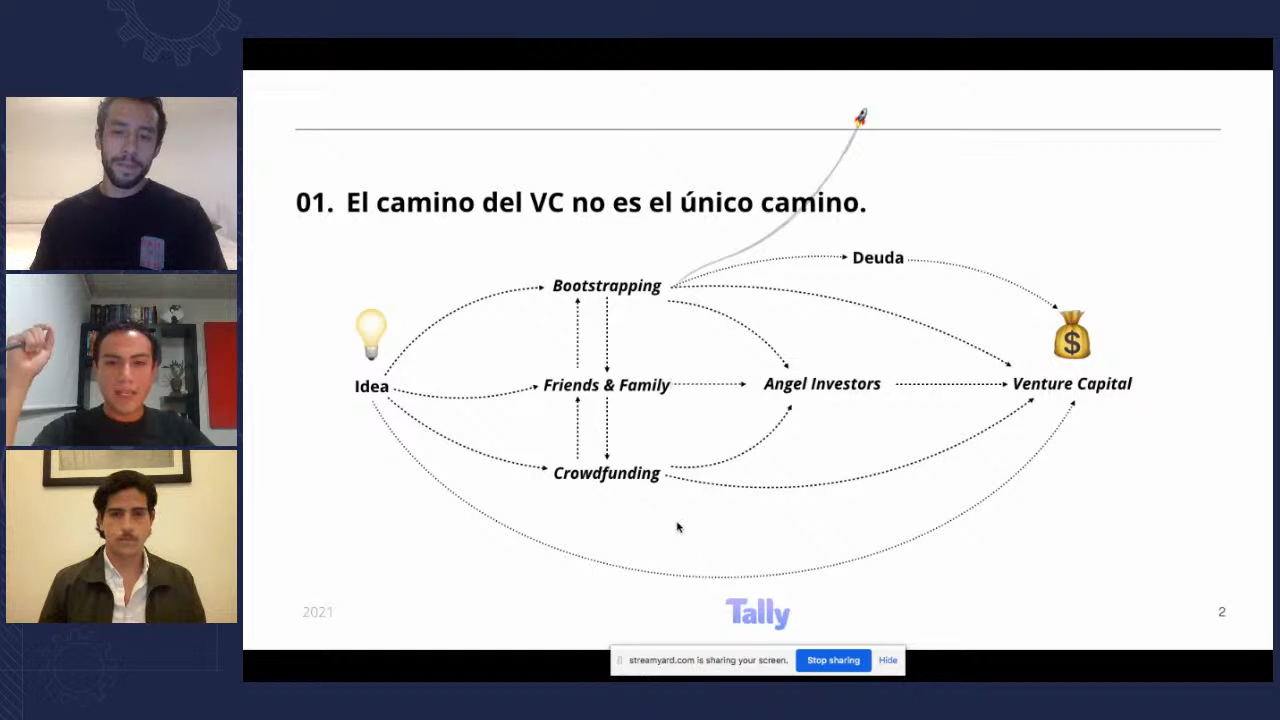 01. El camino del VC no es el único camino.
Deuda
Bootstrapping
Idea
Friends & Family
Angel Investors
Venture Capital
Crowdfunding
2021
Tally
2
streamyard.com is sharing your screen.
Stop sharing
Hide